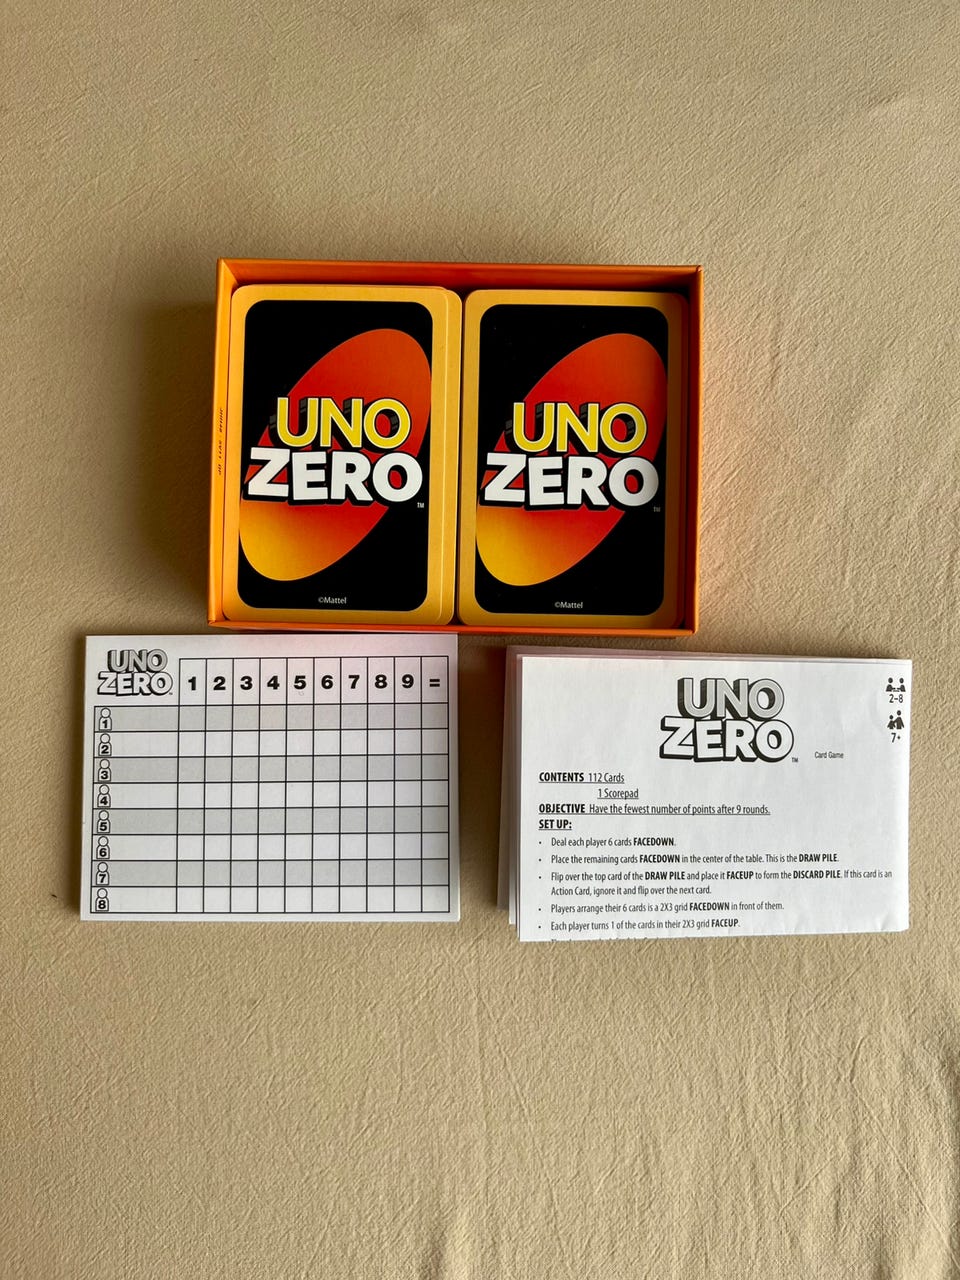 UNO
ZERO™
©Mattel
UNO
ZERO™
©Mattel
UNO
ZERO™
1 2 3 4 5 6 7 8 9 =
1
2
3
4
5
6
7
8
UNO
ZERO™
Card Game
2-8
7+
CONTENTS 112 Cards
1 Scorepad
OBJECTIVE Have the fewest number of points after 9 rounds.
SET UP:
• Deal each player 6 cards FACEDOWN.
• Place the remaining cards FACEDOWN in the center of the table. This is the DRAW PILE.
• Flip over the top card of the DRAW PILE and place it FACEUP to form the DISCARD PILE. If this card is an
Action Card, ignore it and flip over the next card.
• Players arrange their 6 cards is a 2X3 grid FACEDOWN in front of them.
• Each player turns 1 of the cards in their 2X3 grid FACEUP.